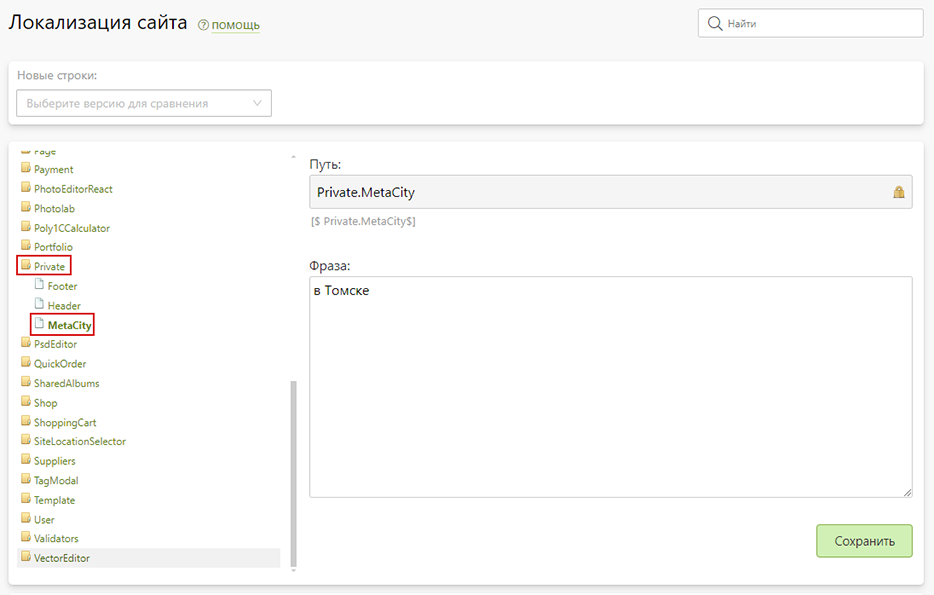 Локализация сайта
? помощь
Найти
Новые строки:
Выберите версию для сравнения
Page
Payment
PhotoEditorReact
Photolab
Poly1CCalculator
Portfolio
Private
Footer
Header
MetaCity
PsdEditor
QuickOrder
SharedAlbums
Shop
ShoppingCart
SiteLocationSelector
Suppliers
TagModal
Template
User
Validators
VectorEditor
Путь:
Private.MetaCity
[$ Private.MetaCity$]
Фраза:
в Томске
Сохранить